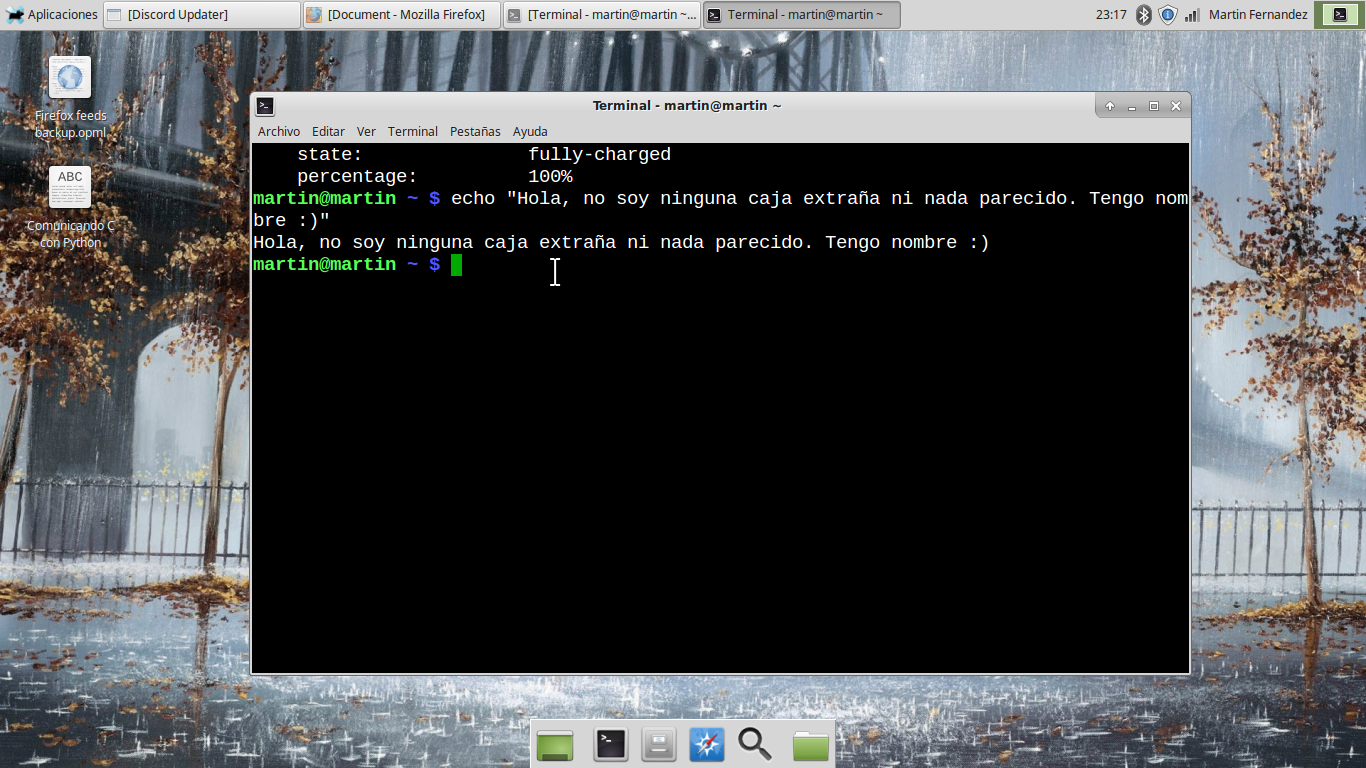 Aplicaciones
[Discord Updater]
[Document - Mozilla Firefox]
[Terminal - martin@martin ~...
Terminal - martin@martin ~
23:17
Martin Fernandez
Firefox feeds
backup.opml
ABC
Comunicando C
con Python
Terminal - martin@martin ~
Archivo Editar Ver Terminal Pestañas Ayuda
state: fully-charged
percentage: 100%
martin@martin ~ $ echo "Hola, no soy ninguna caja extraña ni nada parecido. Tengo nom
bre :)"
Hola, no soy ninguna caja extraña ni nada parecido. Tengo nombre :)
martin@martin ~ $